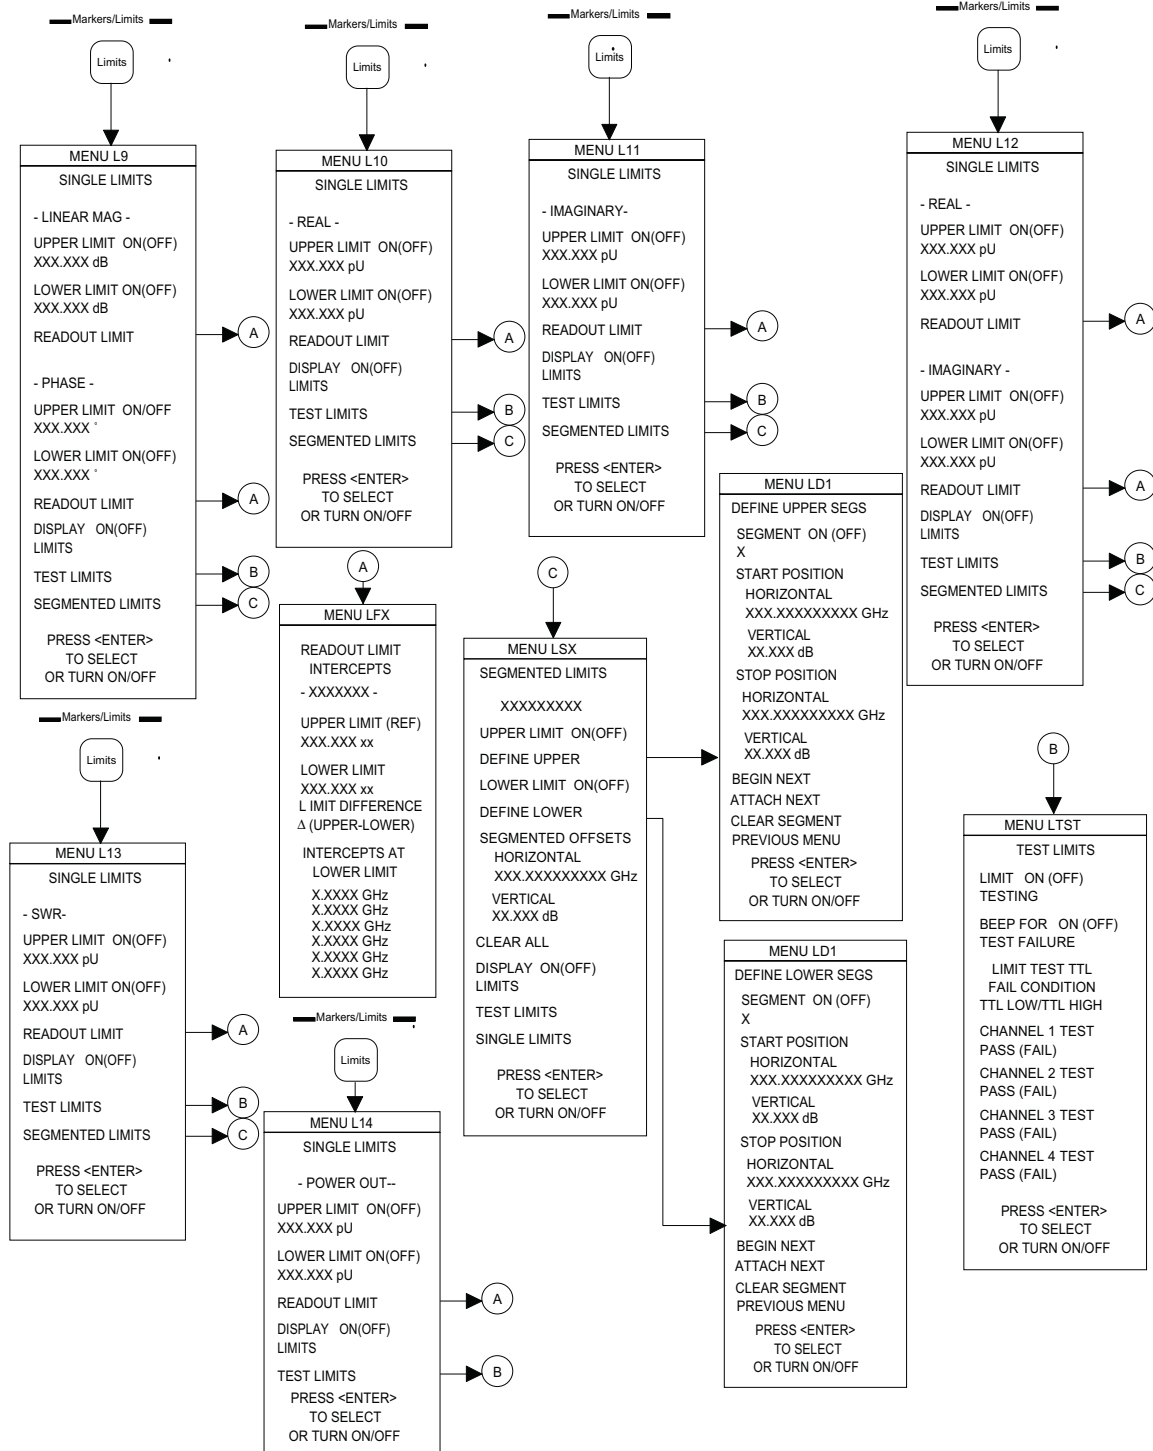 Markers/Limits
Limits
MENU L9
SINGLE LIMITS
- LINEAR MAG -
UPPER LIMIT ON(OFF)
XXX.XXX dB
LOWER LIMIT ON(OFF)
XXX.XXX dB
READOUT LIMIT
A
- PHASE -
UPPER LIMIT ON/OFF
XXX.XXX °
LOWER LIMIT ON(OFF)
XXX.XXX °
READOUT LIMIT
A
DISPLAY ON(OFF)
LIMITS
TEST LIMITS
B
SEGMENTED LIMITS
C
PRESS <ENTER>
TO SELECT
OR TURN ON/OFF
Markers/Limits
Limits
MENU L10
SINGLE LIMITS
- REAL -
UPPER LIMIT ON(OFF)
XXX.XXX pU
LOWER LIMIT ON(OFF)
XXX.XXX pU
READOUT LIMIT
A
DISPLAY ON(OFF)
LIMITS
TEST LIMITS
B
SEGMENTED LIMITS
C
PRESS <ENTER>
TO SELECT
OR TURN ON/OFF
Markers/Limits
Limits
MENU L11
SINGLE LIMITS
- IMAGINARY-
UPPER LIMIT ON(OFF)
XXX.XXX pU
LOWER LIMIT ON(OFF)
XXX.XXX pU
READOUT LIMIT
A
DISPLAY ON(OFF)
LIMITS
TEST LIMITS
B
SEGMENTED LIMITS
C
PRESS <ENTER>
TO SELECT
OR TURN ON/OFF
Markers/Limits
Limits
MENU L12
SINGLE LIMITS
- REAL -
UPPER LIMIT ON(OFF)
XXX.XXX pU
LOWER LIMIT ON(OFF)
XXX.XXX pU
READOUT LIMIT
A
- IMAGINARY -
UPPER LIMIT ON(OFF)
XXX.XXX pU
LOWER LIMIT ON(OFF)
XXX.XXX pU
READOUT LIMIT
A
DISPLAY ON(OFF)
LIMITS
TEST LIMITS
B
SEGMENTED LIMITS
C
PRESS <ENTER>
TO SELECT
OR TURN ON/OFF
A
MENU LFX
READOUT LIMIT
INTERCEPTS
- XXXXXXX -
UPPER LIMIT (REF)
XXX.XXX xx
LOWER LIMIT
XXX.XXX xx
L IMIT DIFFERENCE
Δ (UPPER-LOWER)
INTERCEPTS AT
LOWER LIMIT
X.XXXX GHz
X.XXXX GHz
X.XXXX GHz
X.XXXX GHz
X.XXXX GHz
X.XXXX GHz
C
MENU LSX
SEGMENTED LIMITS
XXXXXXXXX
UPPER LIMIT ON(OFF)
DEFINE UPPER
LOWER LIMIT ON(OFF)
DEFINE LOWER
SEGMENTED OFFSETS
HORIZONTAL
XXX.XXXXXXXXX GHz
VERTICAL
XX.XXX dB
CLEAR ALL
DISPLAY ON(OFF)
LIMITS
TEST LIMITS
SINGLE LIMITS
PRESS <ENTER>
TO SELECT
OR TURN ON/OFF
MENU LD1
DEFINE UPPER SEGS
SEGMENT ON (OFF)
X
START POSITION
HORIZONTAL
XXX.XXXXXXXXX GHz
VERTICAL
XX.XXX dB
STOP POSITION
HORIZONTAL
XXX.XXXXXXXXX GHz
VERTICAL
XX.XXX dB
BEGIN NEXT
ATTACH NEXT
CLEAR SEGMENT
PREVIOUS MENU
PRESS <ENTER>
TO SELECT
OR TURN ON/OFF
MENU LD1
DEFINE LOWER SEGS
SEGMENT ON (OFF)
X
START POSITION
HORIZONTAL
XXX.XXXXXXXXX GHz
VERTICAL
XX.XXX dB
STOP POSITION
HORIZONTAL
XXX.XXXXXXXXX GHz
VERTICAL
XX.XXX dB
BEGIN NEXT
ATTACH NEXT
CLEAR SEGMENT
PREVIOUS MENU
PRESS <ENTER>
TO SELECT
OR TURN ON/OFF
B
MENU LTST
TEST LIMITS
LIMIT ON (OFF)
TESTING
BEEP FOR ON (OFF)
TEST FAILURE
LIMIT TEST TTL
FAIL CONDITION
TTL LOW/TTL HIGH
CHANNEL 1 TEST
PASS (FAIL)
CHANNEL 2 TEST
PASS (FAIL)
CHANNEL 3 TEST
PASS (FAIL)
CHANNEL 4 TEST
PASS (FAIL)
PRESS <ENTER>
TO SELECT
OR TURN ON/OFF
Markers/Limits
Limits
MENU L13
SINGLE LIMITS
- SWR-
UPPER LIMIT ON(OFF)
XXX.XXX pU
LOWER LIMIT ON(OFF)
XXX.XXX pU
READOUT LIMIT
A
DISPLAY ON(OFF)
LIMITS
TEST LIMITS
B
SEGMENTED LIMITS
C
PRESS <ENTER>
TO SELECT
OR TURN ON/OFF
Markers/Limits
Limits
MENU L14
SINGLE LIMITS
- POWER OUT--
UPPER LIMIT ON(OFF)
XXX.XXX pU
LOWER LIMIT ON(OFF)
XXX.XXX pU
READOUT LIMIT
A
DISPLAY ON(OFF)
LIMITS
TEST LIMITS
B
PRESS <ENTER>
TO SELECT
OR TURN ON/OFF